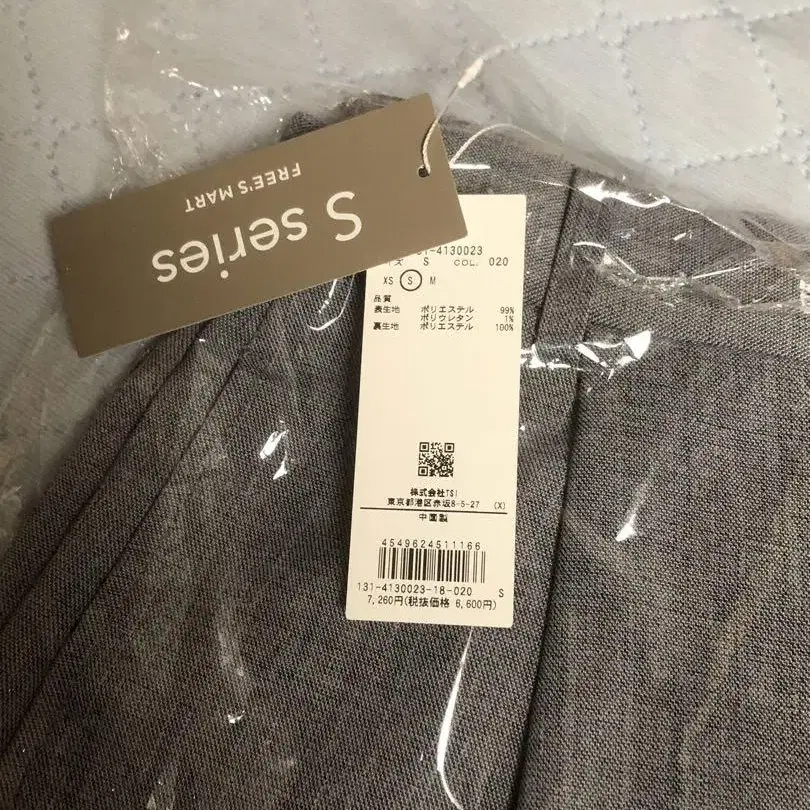 S series
FREE'S MART
31-4130023
ズ S COL. 020
XS S M
品質
表生地 ポリエステル 99%
ポリウレタン 1%
裏生地 ポリエステル 100%
株式会社TSI
東京都港区赤坂8-5-27 (X)
中国製
4549624511166
131-4130023-18-020 S
7,260円(税抜価格 6,600円)